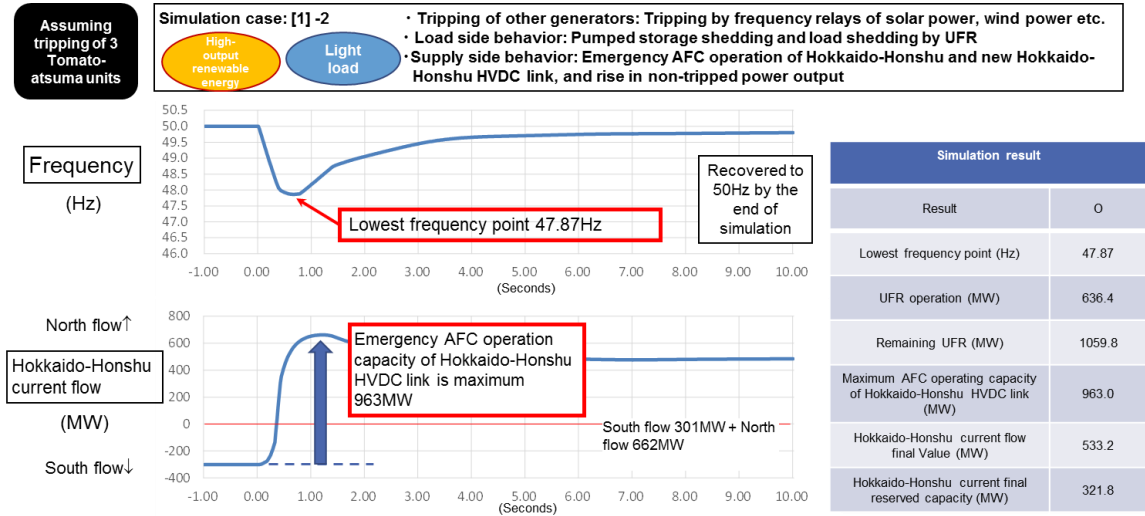 Assuming
tripping of 3
Tomato-
atsuma units
Simulation case: [1] -2
High-
output
renewable
energy
Light
load
・Tripping of other generators: Tripping by frequency relays of solar power, wind power etc.
・Load side behavior: Pumped storage shedding and load shedding by UFR
・Supply side behavior: Emergency AFC operation of Hokkaido-Honshu and new Hokkaido-
Honshu HVDC link, and rise in non-tripped power output
Frequency
(Hz)
50.5
50.0
49.5
49.0
48.5
48.0
47.5
47.0
46.5
46.0
-1.00 0.00 1.00 2.00 3.00 4.00 5.00 6.00 7.00 8.00 9.00 10.00
(Seconds)
Lowest frequency point 47.87Hz
Recovered to
50Hz by the
end of
simulation
North flow↑
Hokkaido-Honshu
current flow
(MW)
South flow↓
800
600
400
200
0
-200
-400
-1.00 0.00 1.00 2.00 3.00 4.00 5.00 6.00 7.00 8.00 9.00 10.00
(Seconds)
Emergency AFC operation
capacity of Hokkaido-Honshu
HVDC link is maximum
963MW
South flow 301MW + North
flow 662MW
Simulation result
Result O
Lowest frequency point (Hz) 47.87
UFR operation (MW) 636.4
Remaining UFR (MW) 1059.8
Maximum AFC operating capacity
of Hokkaido-Honshu HVDC link
(MW)
963.0
Hokkaido-Honshu current flow
final Value (MW)
533.2
Hokkaido-Honshu current final
reserved capacity (MW)
321.8